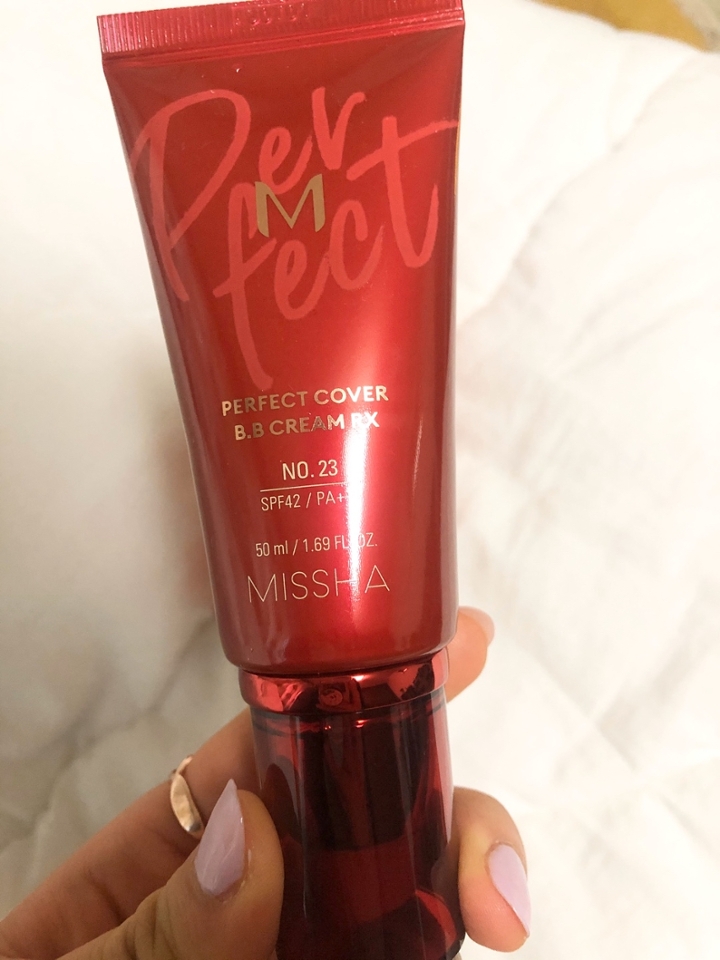 Per
fect
M
PERFECT COVER
B.B CREAM RX
NO. 23
SPF42 / PA+
50 ml / 1.69 FL. OZ.
MISSHA